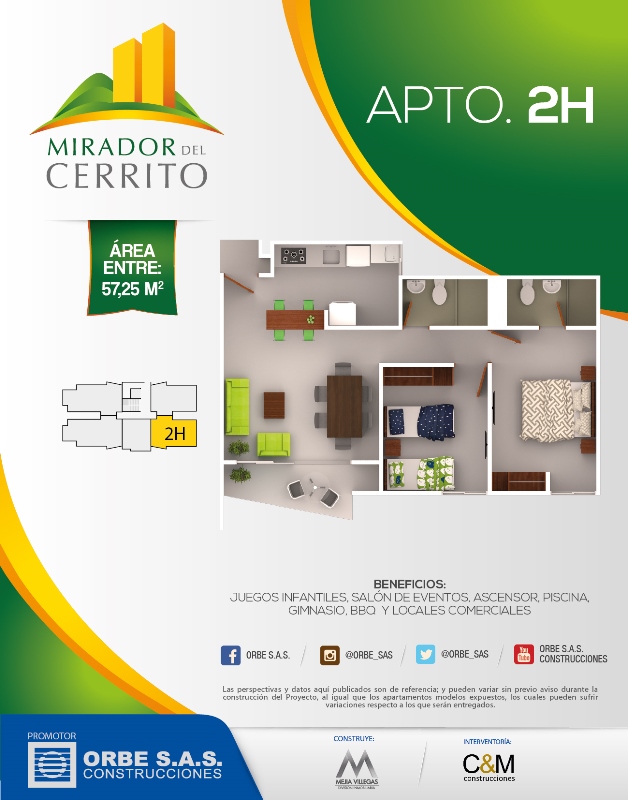 MIRADOR DEL
CERRITO
APTO. 2H
ÁREA
ENTRE:
57,25 M²
2H
BENEFICIOS:
JUEGOS INFANTILES, SALÓN DE EVENTOS, ASCENSOR, PISCINA,
GIMNASIO, BBQ Y LOCALES COMERCIALES
ORBE S.A.S.
@ORBE_SAS
@ORBE_SAS
You
Tube
ORBE S.A.S.
CONSTRUCCIONES
Las perspectivas y datos aquí publicados son de referencia; y pueden variar sin previo aviso durante la
construcción del Proyecto, al igual que los apartamentos modelos expuestos, los cuales pueden sufrir
variaciones respecto a los que serán entregados.
PROMOTOR
ORBE S.A.S.
CONSTRUCCIONES
CONSTRUYE:
MEJIA VILLEGAS
INTERVENTORÍA:
C&M
construcciones